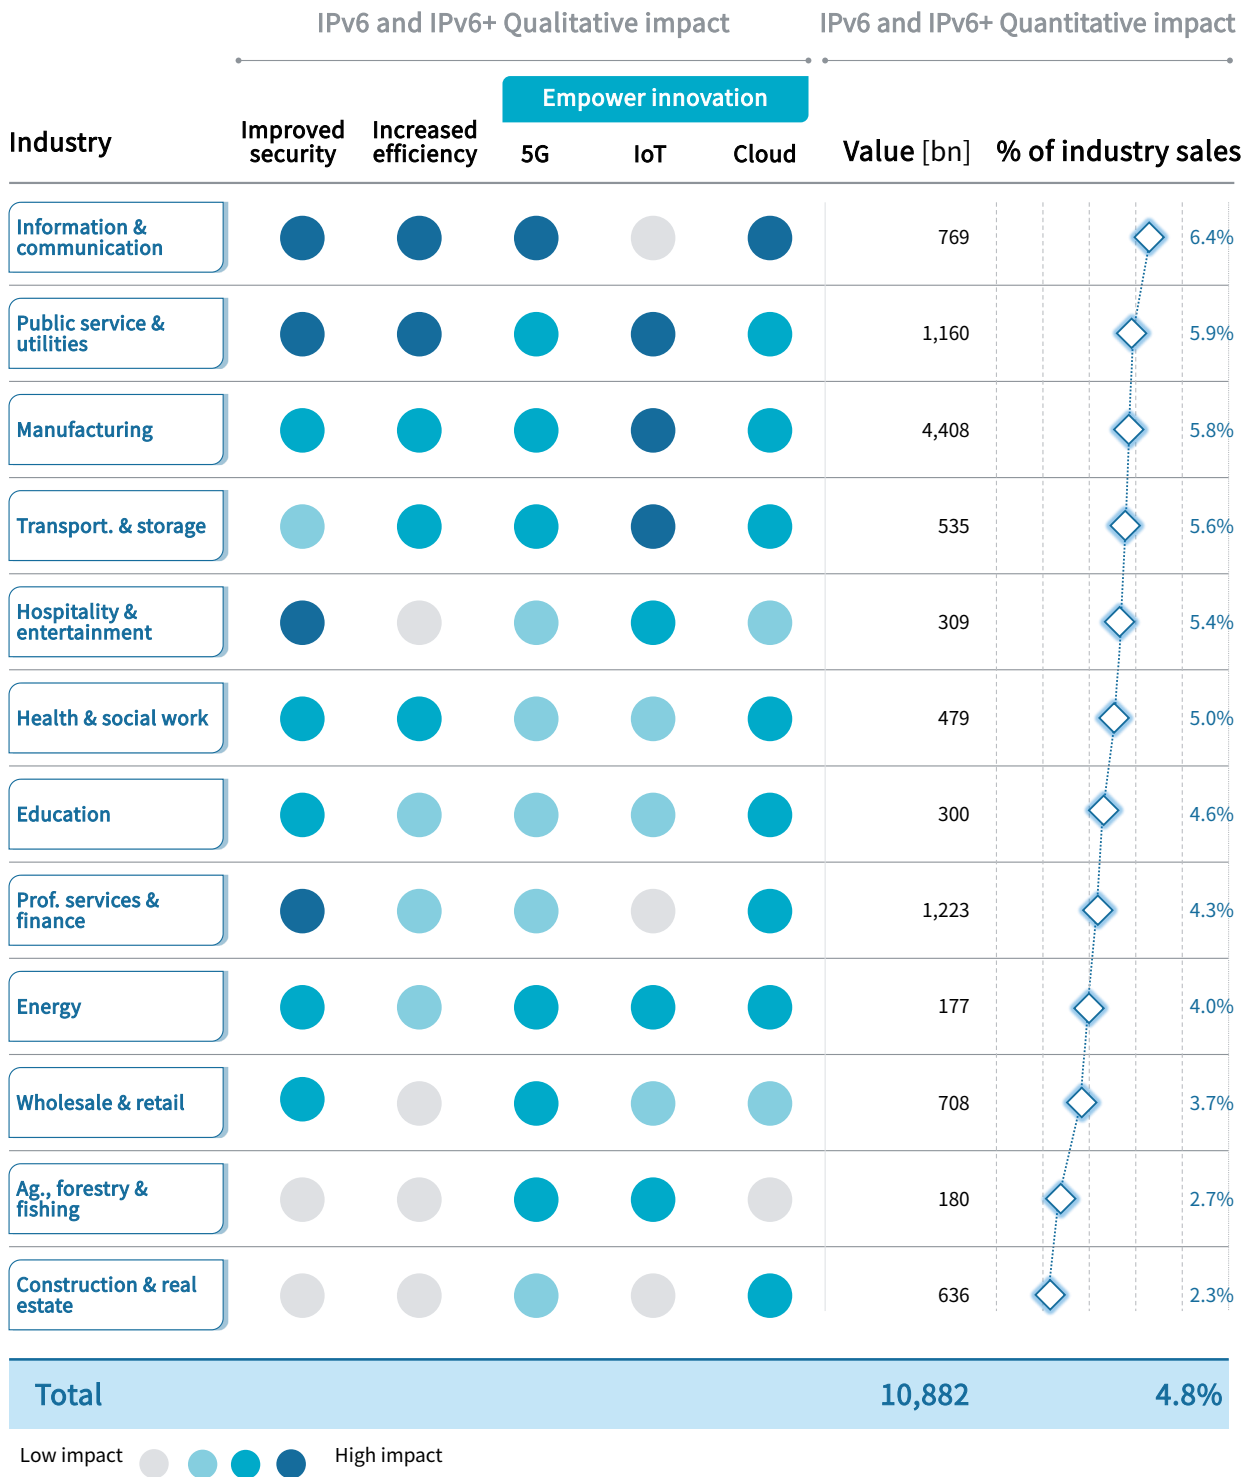 IPv6 and IPv6+ Qualitative impact
IPv6 and IPv6+ Quantitative impact
Empower innovation
Industry
Improved
security
Increased
efficiency
5G
IoT
Cloud
Value [bn]
% of industry sales
Information &
communication
769
6.4%
Public service &
utilities
1,160
5.9%
Manufacturing
4,408
5.8%
Transport. & storage
535
5.6%
Hospitality &
entertainment
309
5.4%
Health & social work
479
5.0%
Education
300
4.6%
Prof. services &
finance
1,223
4.3%
Energy
177
4.0%
Wholesale & retail
708
3.7%
Ag., forestry &
fishing
180
2.7%
Construction & real
estate
636
2.3%
Total
10,882
4.8%
Low impact
High impact